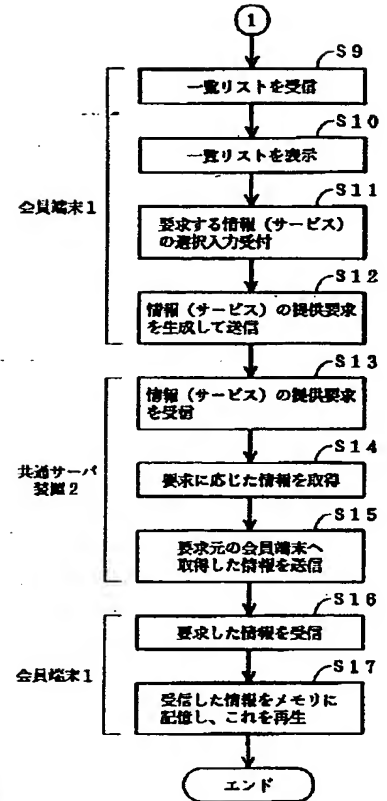 1
S9
一覧リストを受信
S10
一覧リストを表示
S11
要求する情報（サービス）
の選択入力受付
会員端末1
S12
情報（サービス）の提供要求
を生成して送信
S13
情報（サービス）の提供要求
を受信
S14
要求に応じた情報を取得
共通サーバ
装置2
S15
要求元の会員端末へ
取得した情報を送信
S16
要求した情報を受信
会員端末1
S17
受信した情報をメモリに
記憶し、これを再生
エンド